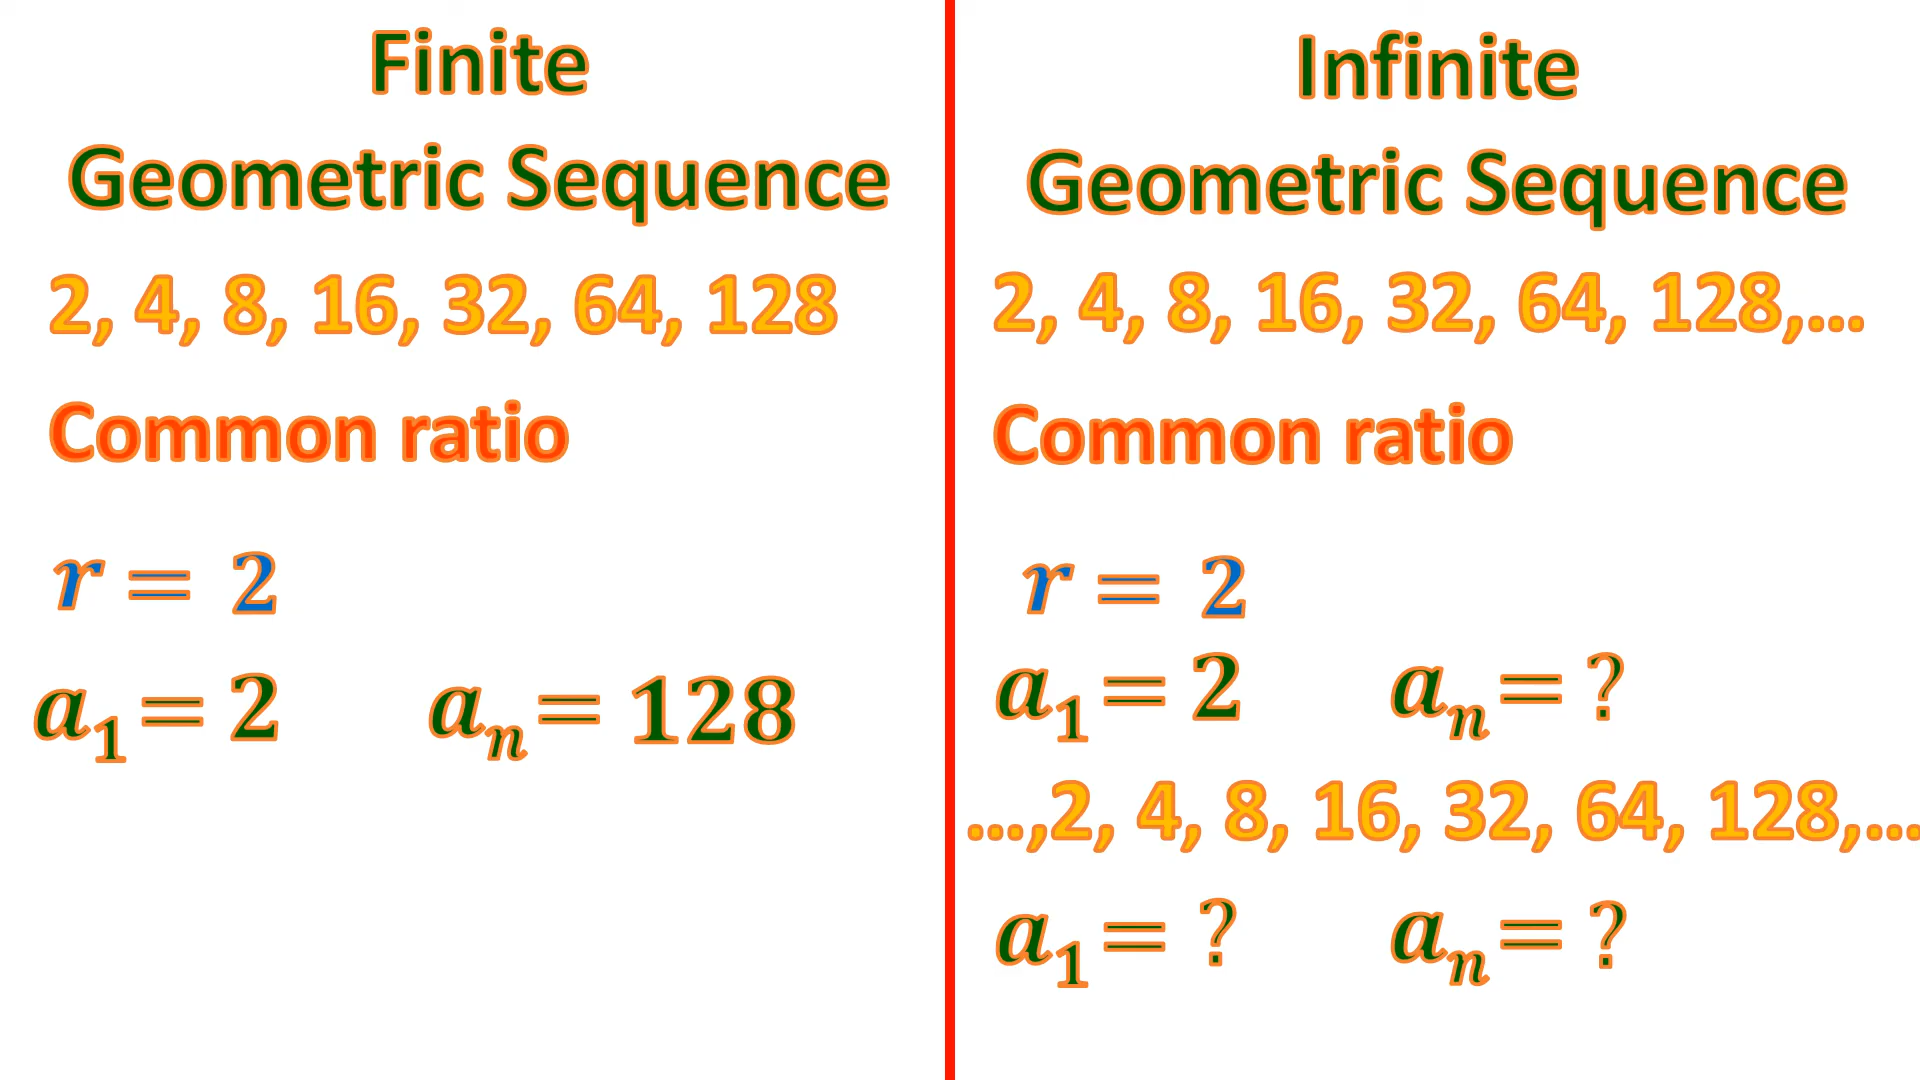 Finite
Geometric Sequence
2, 4, 8, 16, 32, 64, 128
Common ratio
r = 2
a₁ = 2 aₙ = 128
Infinite
Geometric Sequence
2, 4, 8, 16, 32, 64, 128,...
Common ratio
r = 2
a₁ = 2 aₙ = ?
...,2, 4, 8, 16, 32, 64, 128,...
a₁ = ? aₙ = ?